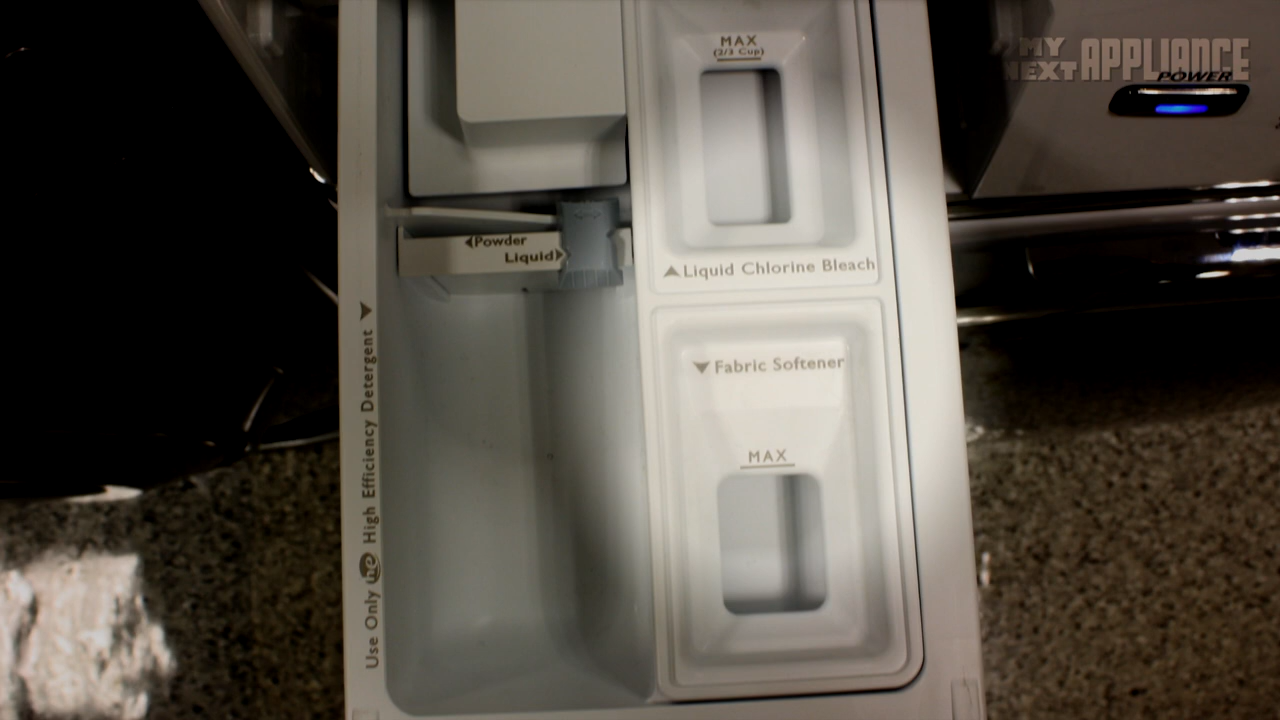 MAX
(2/3 Cup)
MY
NEXT APPLIANCE
POWER
◀Powder
Liquid▶
▲Liquid Chlorine Bleach
▼Fabric Softener
MAX
Use Only he High Efficiency Detergent ▼